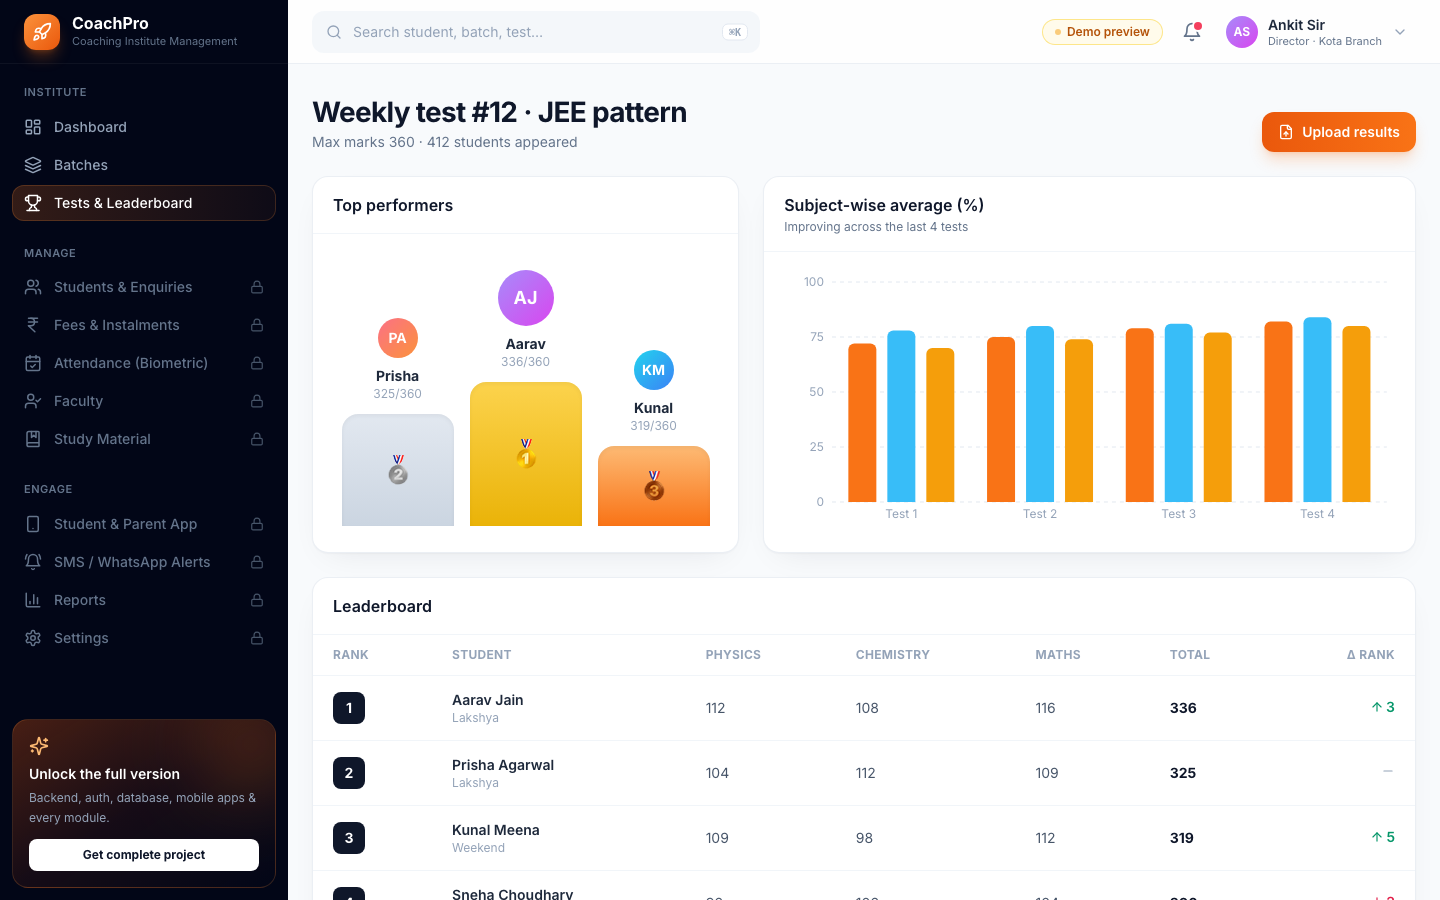 CoachPro
Coaching Institute Management
INSTITUTE
Dashboard
Batches
Tests & Leaderboard
MANAGE
Students & Enquiries
Fees & Instalments
Attendance (Biometric)
Faculty
Study Material
ENGAGE
Student & Parent App
SMS / WhatsApp Alerts
Reports
Settings
Unlock the full version
Backend, auth, database, mobile apps &
every module.
Get complete project
Search student, batch, test...
⌘K
Demo preview
AS
Ankit Sir
Director · Kota Branch
Weekly test #12 · JEE pattern
Max marks 360 · 412 students appeared
Upload results
Top performers
AJ
Aarav
336/360
PA
Prisha
325/360
KM
Kunal
319/360
2
1
3
Subject-wise average (%)
Improving across the last 4 tests
100
75
50
25
0
Test 1 Test 2 Test 3 Test 4
Leaderboard
RANK STUDENT PHYSICS CHEMISTRY MATHS TOTAL Δ RANK
1 Aarav Jain 112 108 116 336 ↑ 3
Lakshya
2 Prisha Agarwal 104 112 109 325 —
Lakshya
3 Kunal Meena 109 98 112 319 ↑ 5
Weekend
Sneha Choudhary